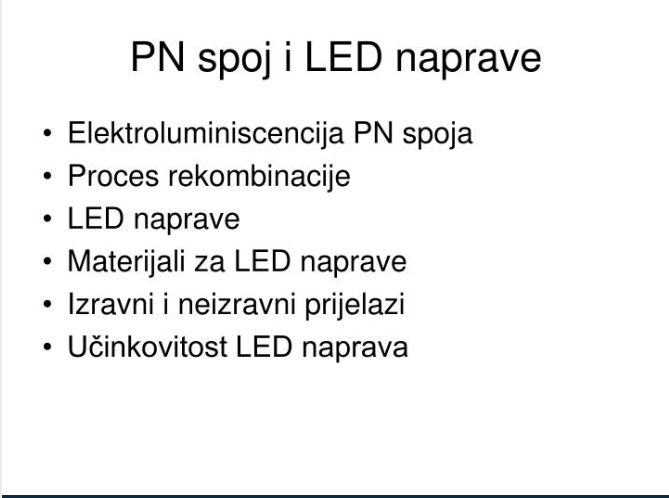 PN spoj i LED naprave
• Elektroluminiscencija PN spoja
• Proces rekombinacije
• LED naprave
• Materijali za LED naprave
• Izravni i neizravni prijelazi
• Učinkovitost LED naprava